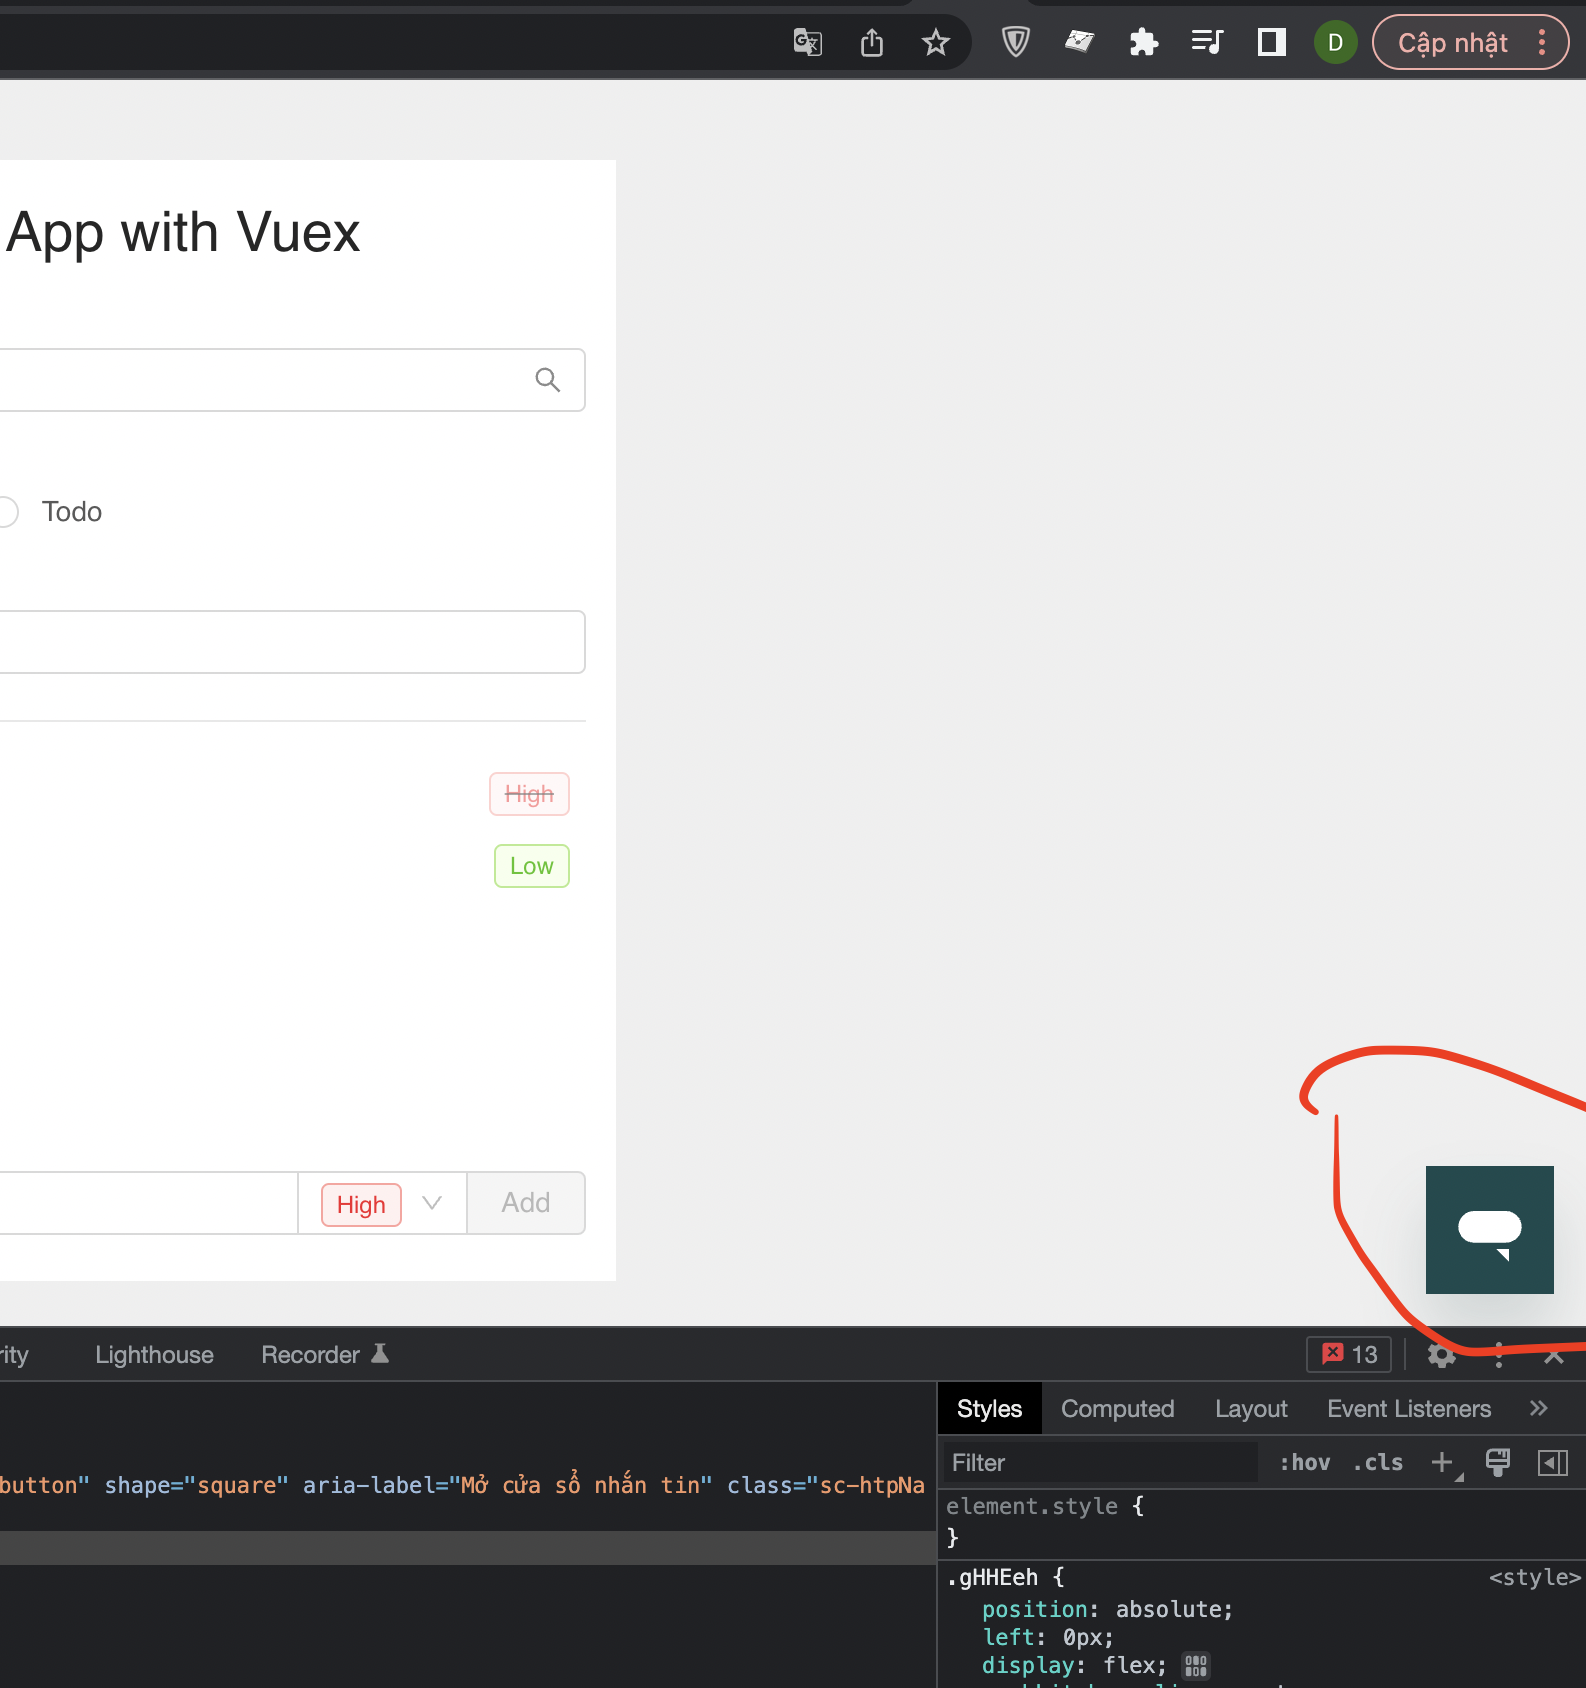 D
Cập nhật
App with Vuex
Todo
High
Low
High
Add
rity
Lighthouse
Recorder
13
Styles
Computed
Layout
Event Listeners
Filter
:hov
.cls
button" shape="square" aria-label="Mở cửa sổ nhắn tin" class="sc-htpNa
element.style {
}
.gHHEeh {
<style>
position: absolute;
left: 0px;
display: flex;